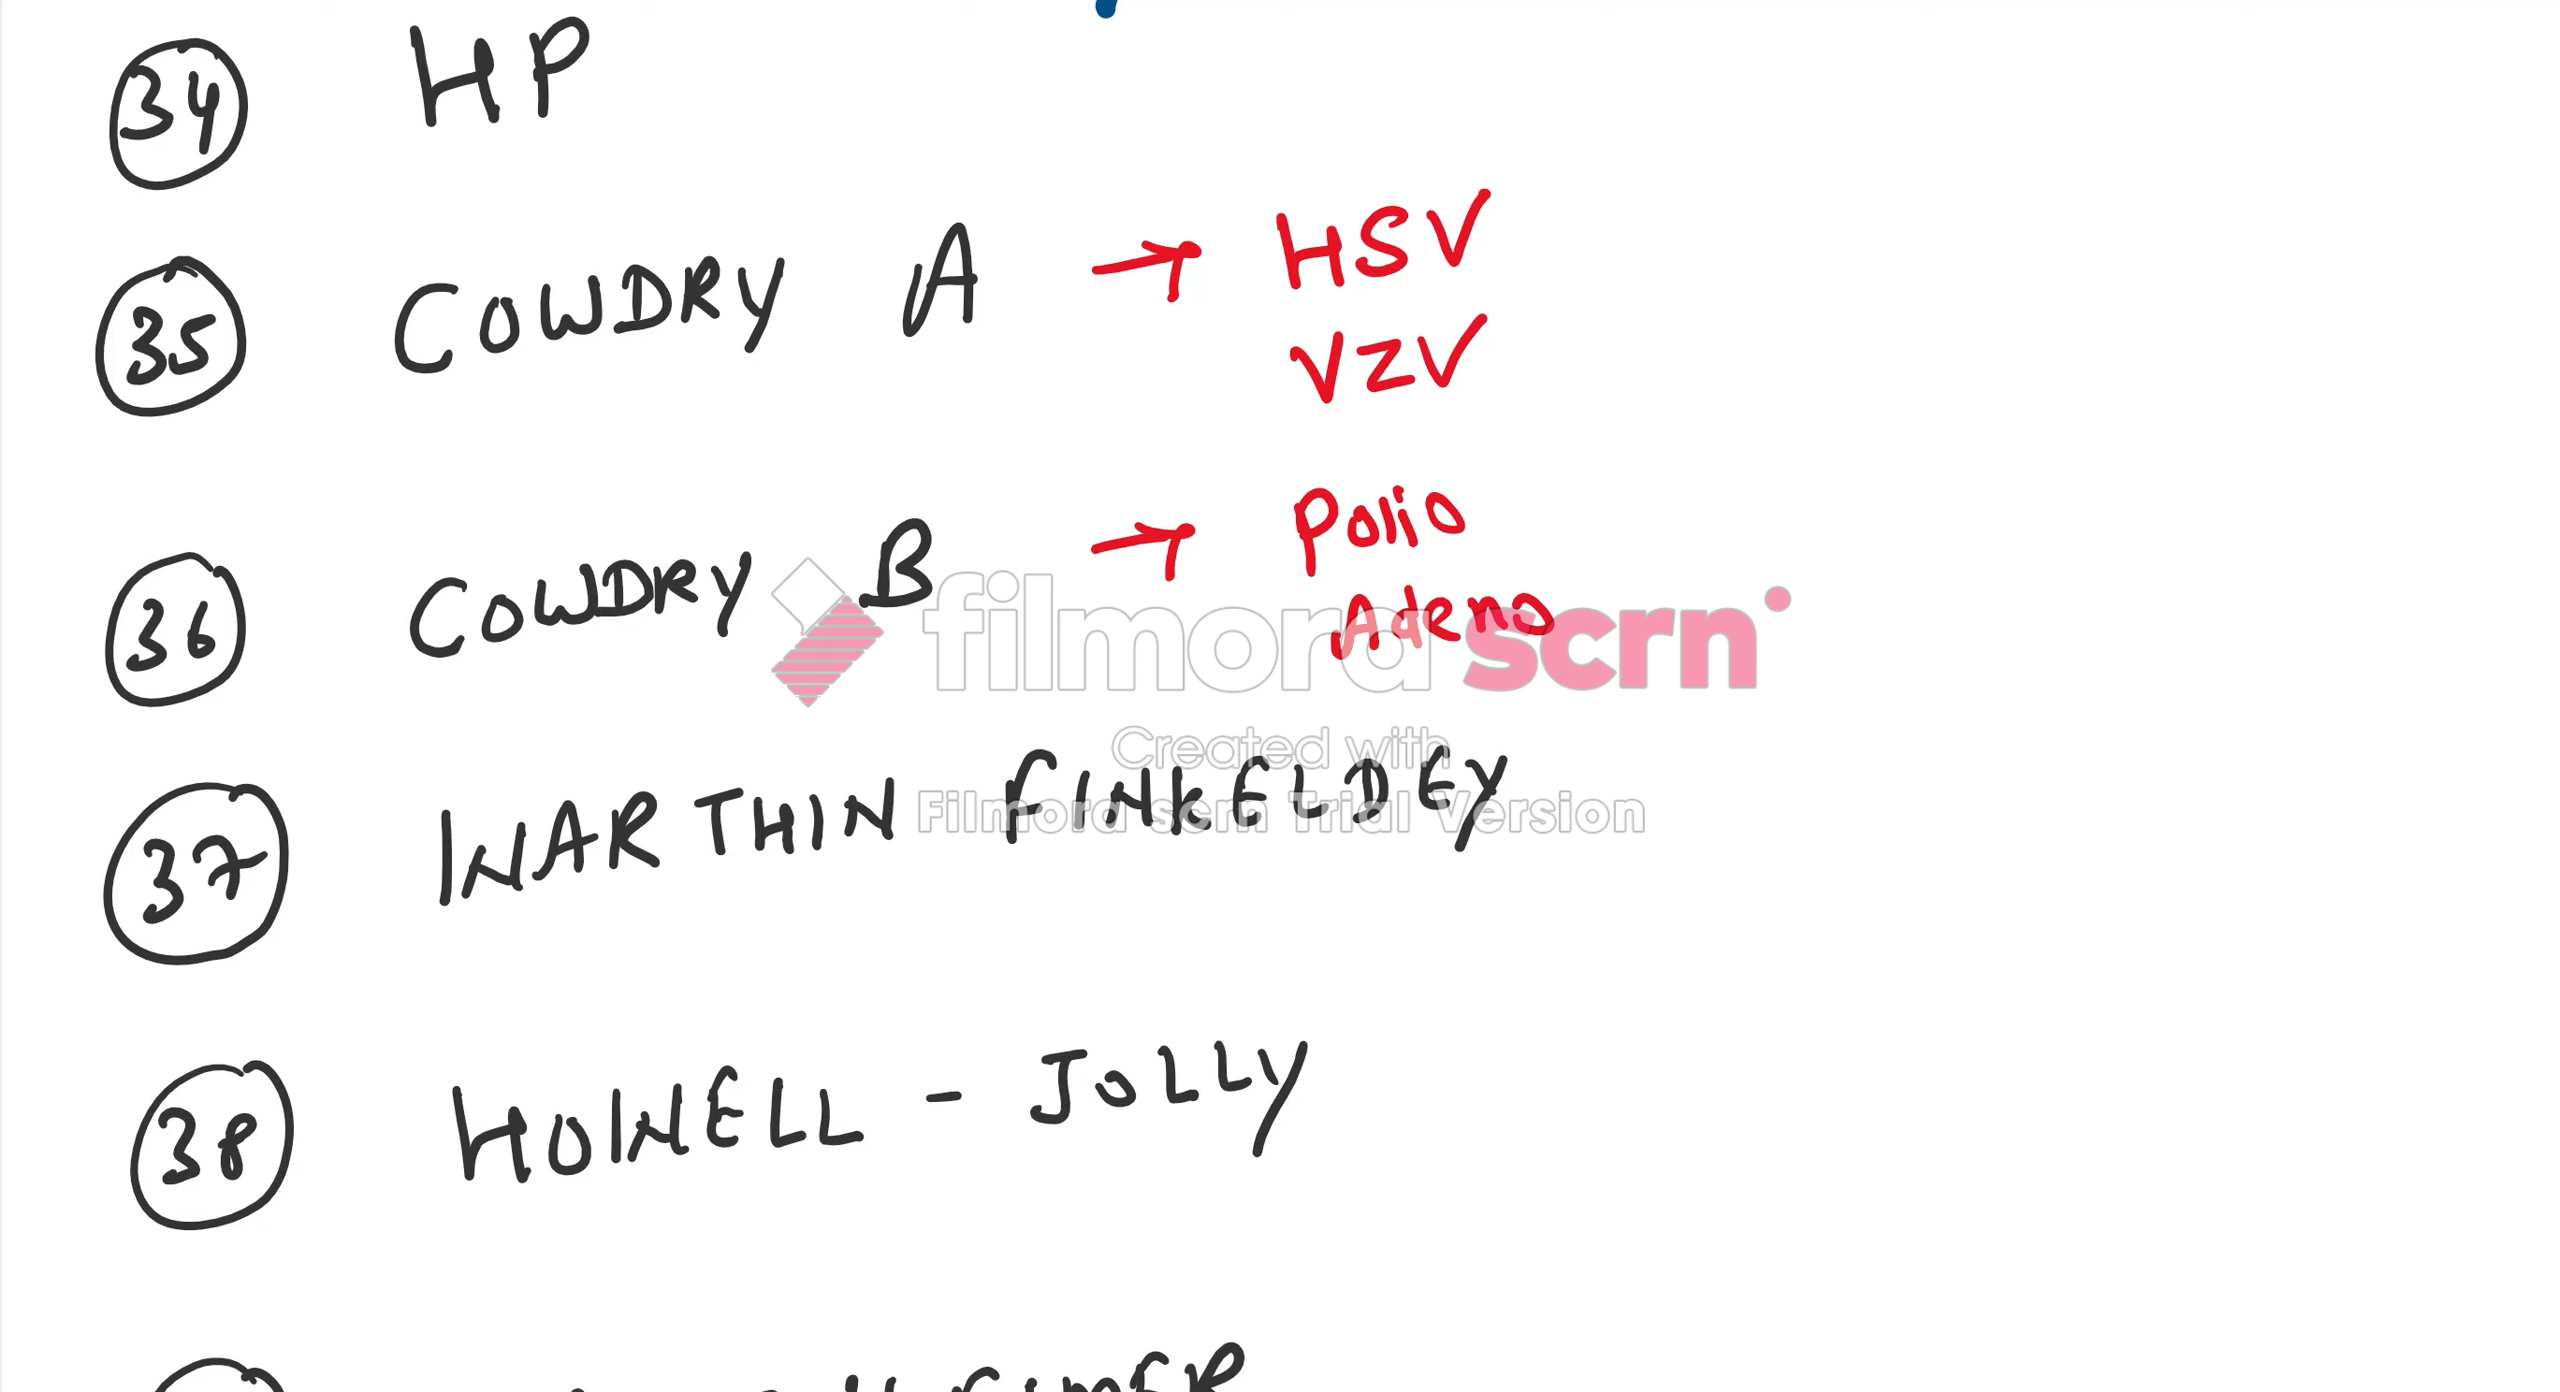 34 HP
35 COWDRY A → HSV
VZV
36 COWDRY B → Polio
Adeno
filmora scrn
Created with
Filmora scrn Trial Version
37 WARTHIN FINKELDEY
38 HOWELL - JOLLY